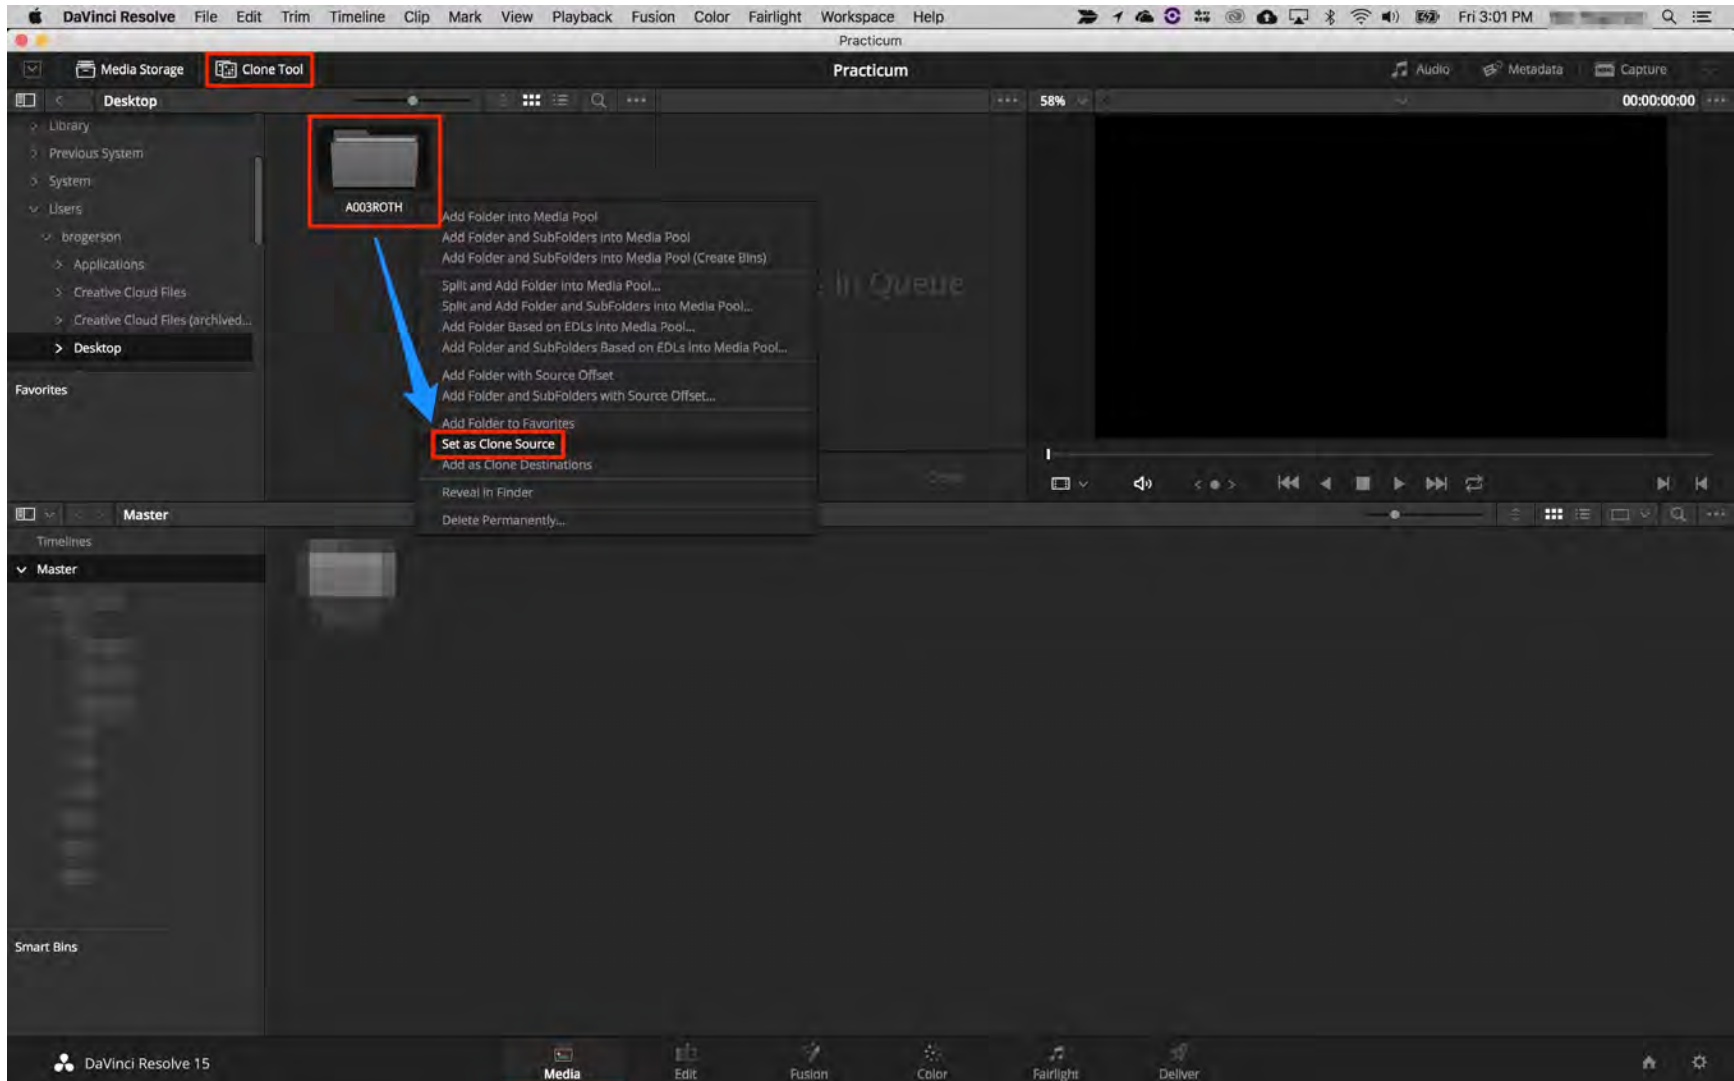 DaVinci Resolve File Edit Trim Timeline Clip Mark View Playback Fusion Color Fairlight Workspace Help Fri 3:01 PM
Practicum
Media Storage Clone Tool Practicum Audio Metadata Capture
Desktop 58% 00:00:00:00
Library
Previous System
System
Users
brogerson
Applications
Creative Cloud Files
Creative Cloud Files (archived...
Desktop
Favorites
A003ROTH
Add Folder into Media Pool
Add Folder and SubFolders into Media Pool
Add Folder and SubFolders into Media Pool (Create Bins)
Split and Add Folder into Media Pool...
Split and Add Folder and SubFolders into Media Pool...
Add Folder Based on EDLs into Media Pool...
Add Folder and SubFolders Based on EDLs into Media Pool...
Add Folder with Source Offset
Add Folder and SubFolders with Source Offset...
Add Folder to Favorites
Set as Clone Source
Add as Clone Destinations
Reveal in Finder
Delete Permanently...
In Queue
Master
Timelines
Master
Smart Bins
DaVinci Resolve 15
Media Edit Fusion Color Fairlight Deliver